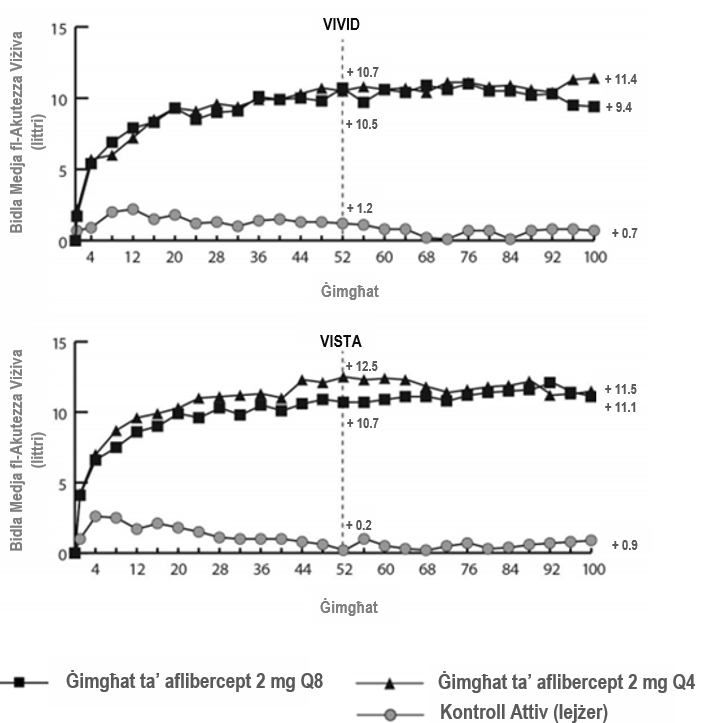 VIVID
Bidla Medja fl-Akutezza Viżiva
(littri)
15
10
5
0
+ 10.7
+ 10.5
+ 1.2
+ 11.4
+ 9.4
+ 0.7
4 12 20 28 36 44 52 60 68 76 84 92 100
Ġimgħat
VISTA
Bidla Medja fl-Akutezza Viżiva
(littri)
15
10
5
0
+ 12.5
+ 10.7
+ 0.2
+ 11.5
+ 11.1
+ 0.9
4 12 20 28 36 44 52 60 68 76 84 92 100
Ġimgħat
Ġimgħat ta’ aflibercept 2 mg Q8
Ġimgħat ta’ aflibercept 2 mg Q4
Kontroll Attiv (lejżer)